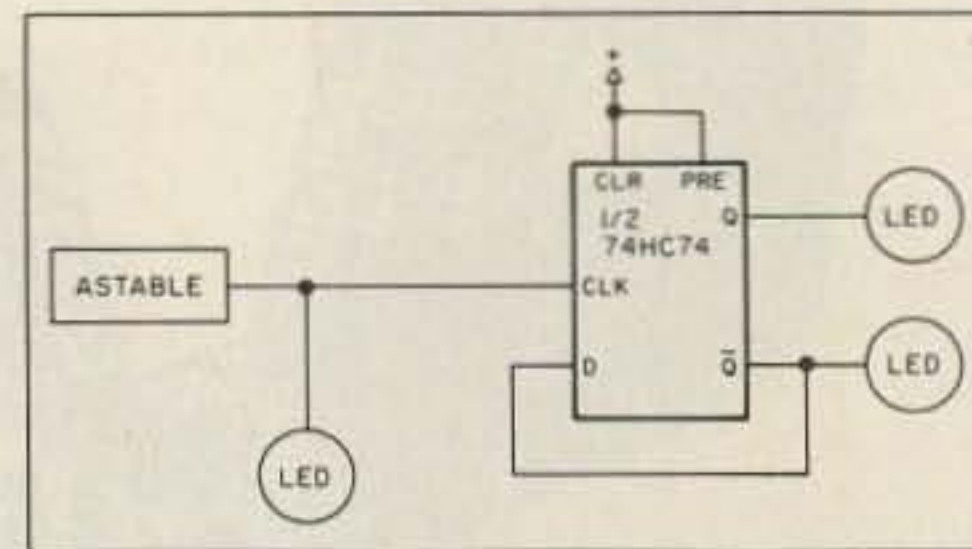 +
CLR PRE
1/2
74HC74
Q
LED
ASTABLE
CLK
D
Q̅
LED
LED